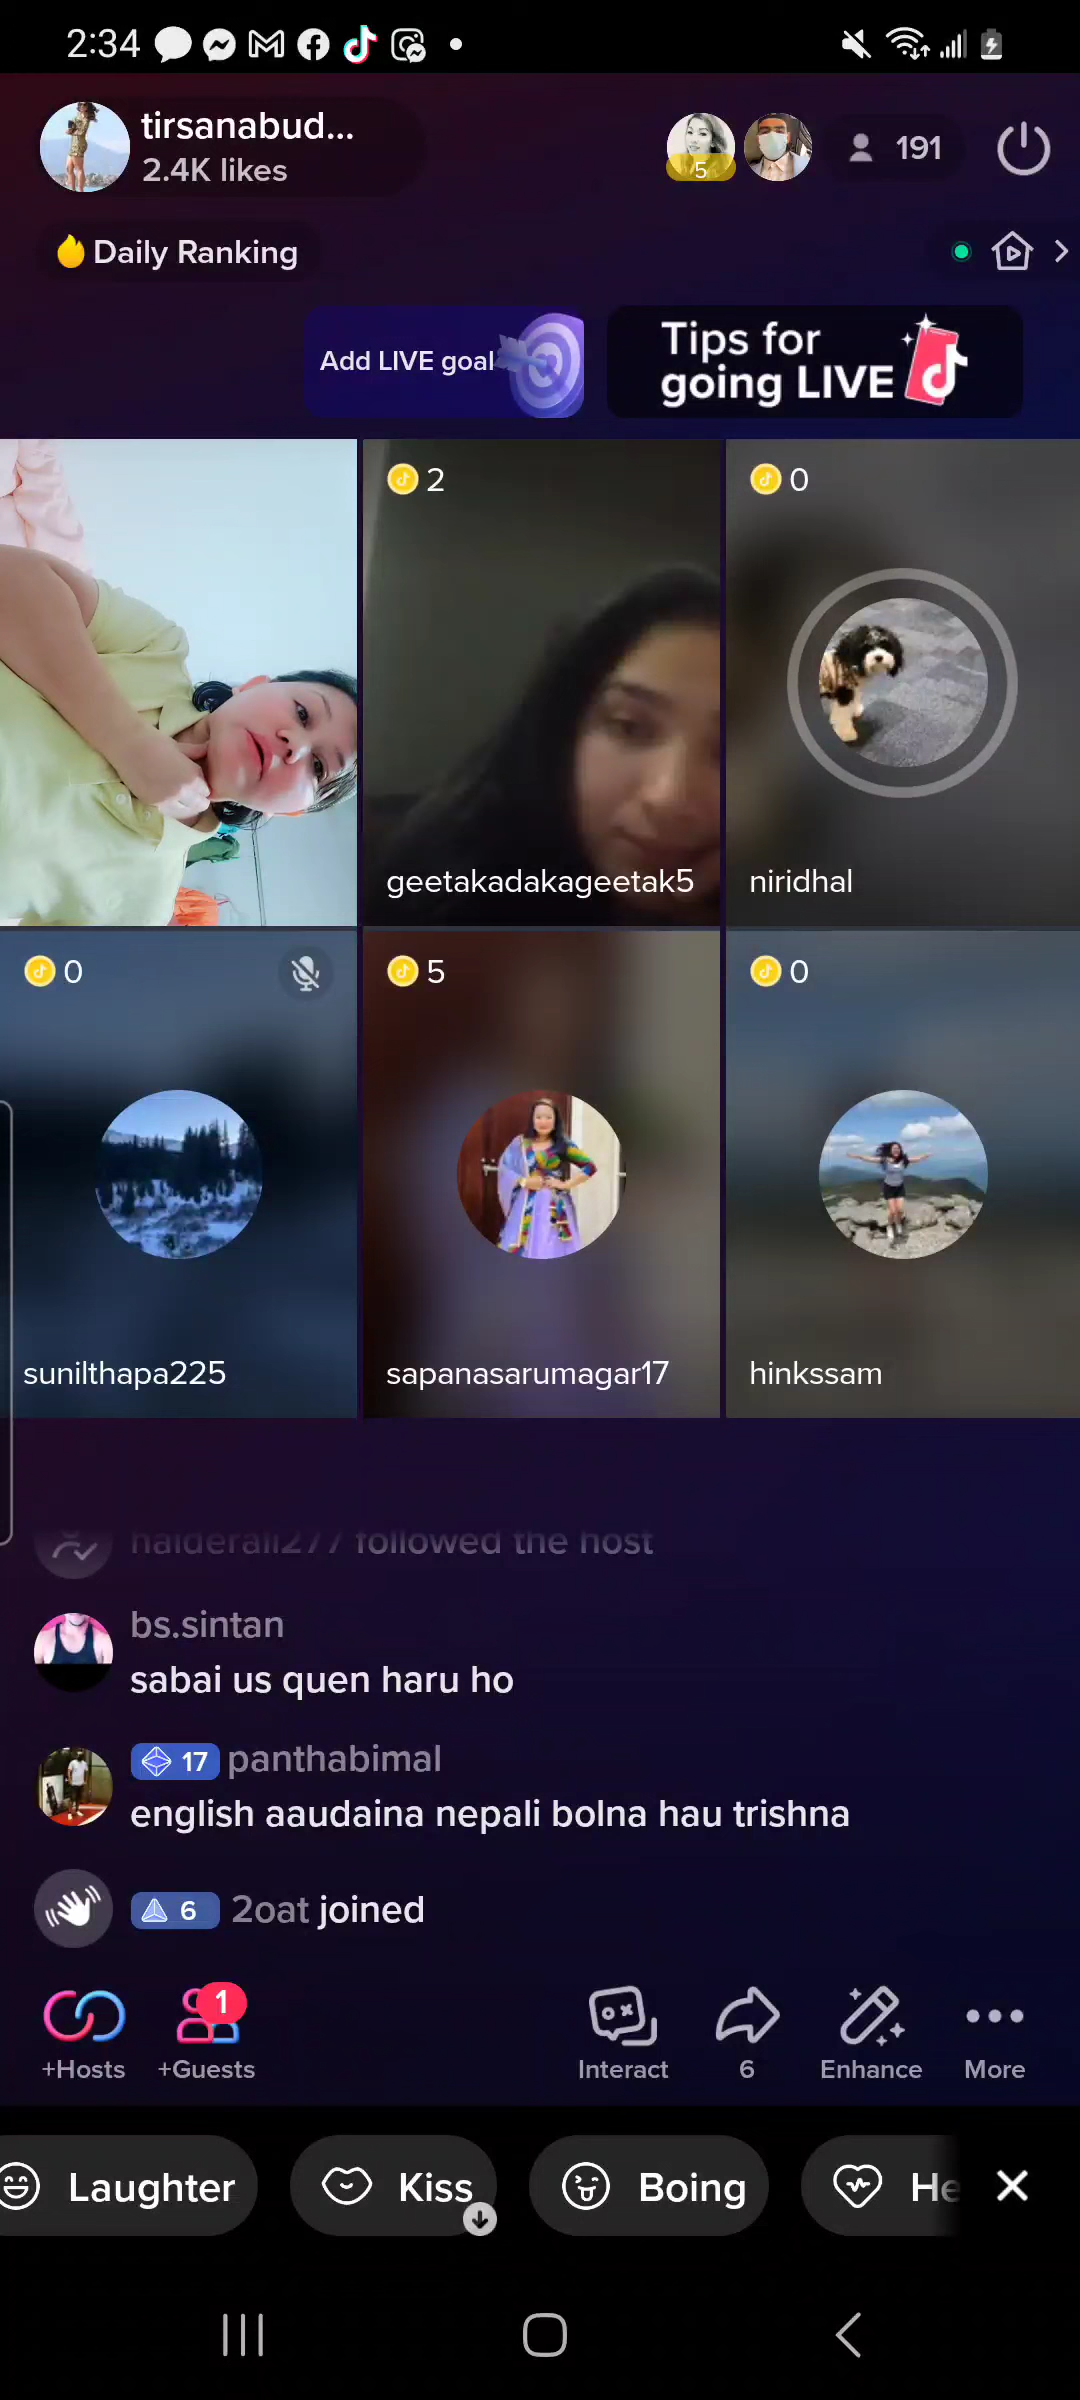 2:34
tirsanabud...
2.4K likes
5
191
Daily Ranking
Add LIVE goal
Tips for
going LIVE
2
0
geetakadakageetak5
niridhal
0
5
0
sunilthapa225
sapanasarumagar17
hinkssam
haiderali277 followed the host
bs.sintan
sabai us quen haru ho
17 panthabimal
english aaudaina nepali bolna hau trishna
6 2oat joined
1
+Hosts
+Guests
Interact
6
Enhance
More
Laughter
Kiss
Boing
He